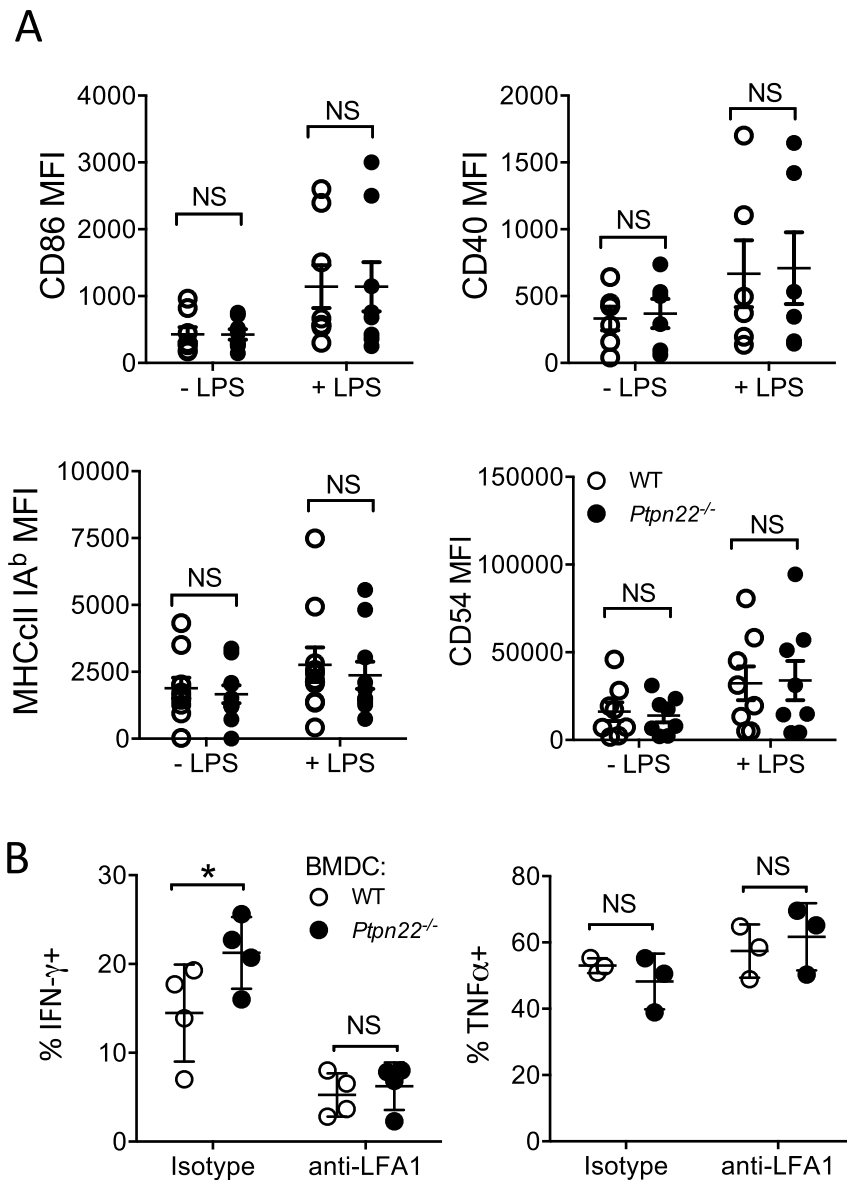 A
CD86 MFI
4000
3000
2000
1000
0
NS
NS
- LPS
+ LPS
CD40 MFI
2000
1500
1000
500
0
NS
NS
- LPS
+ LPS
MHCcII IAᵇ MFI
10000
7500
5000
2500
0
NS
NS
- LPS
+ LPS
CD54 MFI
150000
100000
50000
0
WT
Ptpn22⁻/⁻
NS
NS
- LPS
+ LPS
B
% IFN-γ+
30
20
10
0
*
BMDC:
WT
Ptpn22⁻/⁻
NS
Isotype
anti-LFA1
% TNFα+
80
60
40
20
0
NS
NS
Isotype
anti-LFA1